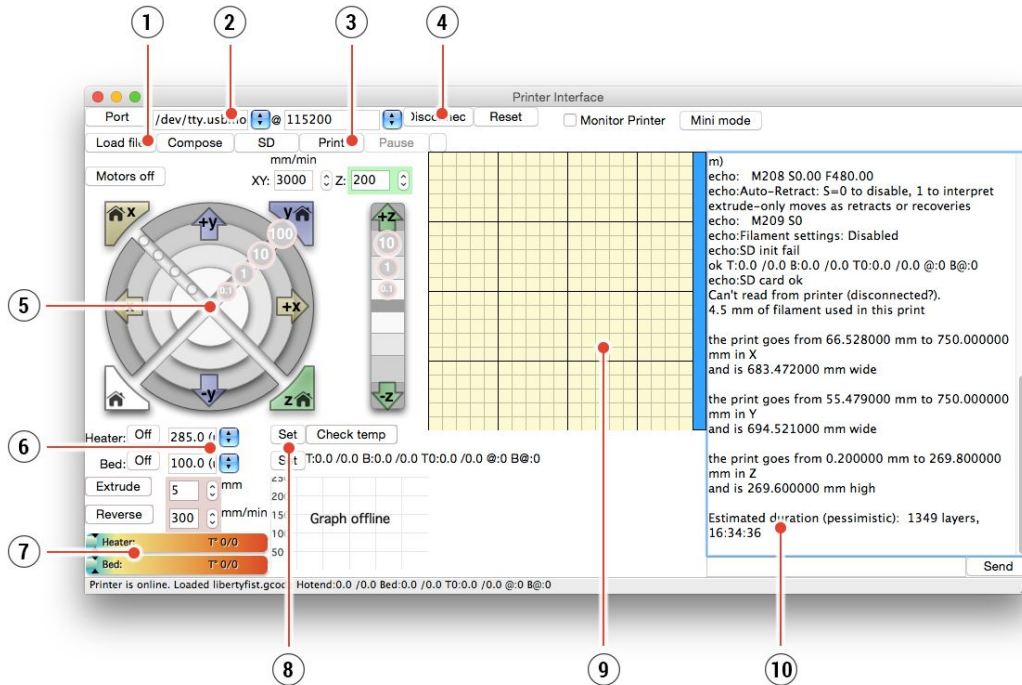 1 2 3 4
Printer Interface
Port /dev/tty.usb @ 115200 Reset Monitor Printer Mini mode
Load file Compose SD Print Pause
mm/min
Motors off XY: 3000 Z: 200
x +y y +z
100
10 10
1 1
0.1 0.1
5
x +x
-y z -z
6
Heater: Off 285.0 ( Set Check temp
Bed: Off 100.0 ( Set T:0.0 /0.0 B:0.0 /0.0 T0:0.0 /0.0 @:0 B@:0
Extrude 5 mm
Reverse 300 mm/min
200
150
100
50
Graph offline
7
Heater: T° 0/0
Bed: T° 0/0
m)
echo: M208 S0.00 F480.00
echo:Auto-Retract: S=0 to disable, 1 to interpret
extrude-only moves as retracts or recoveries
echo: M209 S0
echo:Filament settings: Disabled
echo:SD init fail
ok T:0.0 /0.0 B:0.0 /0.0 T0:0.0 /0.0 @:0 B@:0
echo:SD card ok
Can't read from printer (disconnected?).
4.5 mm of filament used in this print
the print goes from 66.528000 mm to 750.000000
mm in X
and is 683.472000 mm wide
the print goes from 55.479000 mm to 750.000000
mm in Y
and is 694.521000 mm wide
the print goes from 0.200000 mm to 269.800000
mm in Z
and is 269.600000 mm high
Estimated duration (pessimistic): 1349 layers,
16:34:36
Send
Printer is online. Loaded libertyfist.gcode Hotend:0.0 /0.0 Bed:0.0 /0.0 T0:0.0 /0.0 @:0 B@:0
8 9 10